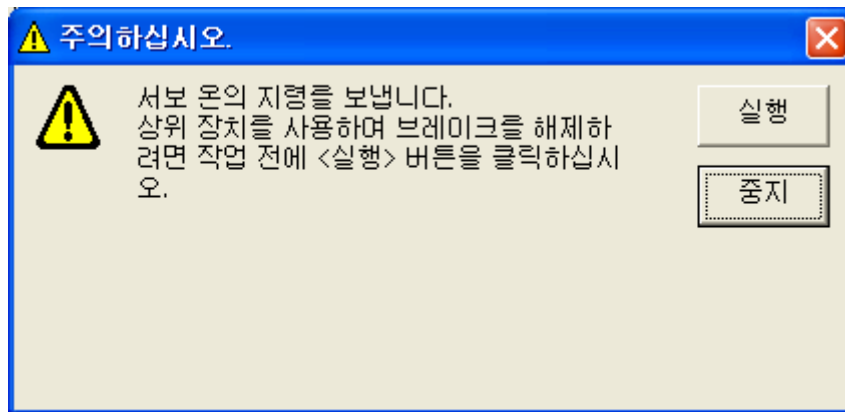 주의하십시오.
서보 온의 지령를 보냅니다.
상위 장치를 사용하여 브레이크를 해제하
려면 작업 전에 <실행> 버튼을 클릭하십시
오.
실행
중지